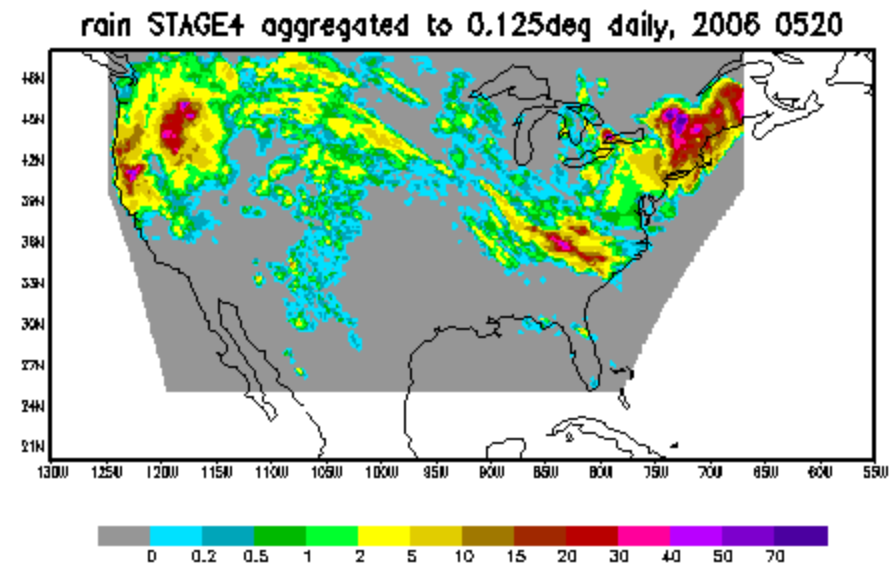 rain STAGE4 aggregated to 0.125deg daily, 2006 0520
48N
45N
42N
39N
36N
33N
30N
27N
24N
21N
130W 125W 120W 115W 110W 105W 100W 95W 90W 85W 80W 75W 70W 65W 60W 55W
0 0.2 0.5 1 2 5 10 15 20 30 40 50 70